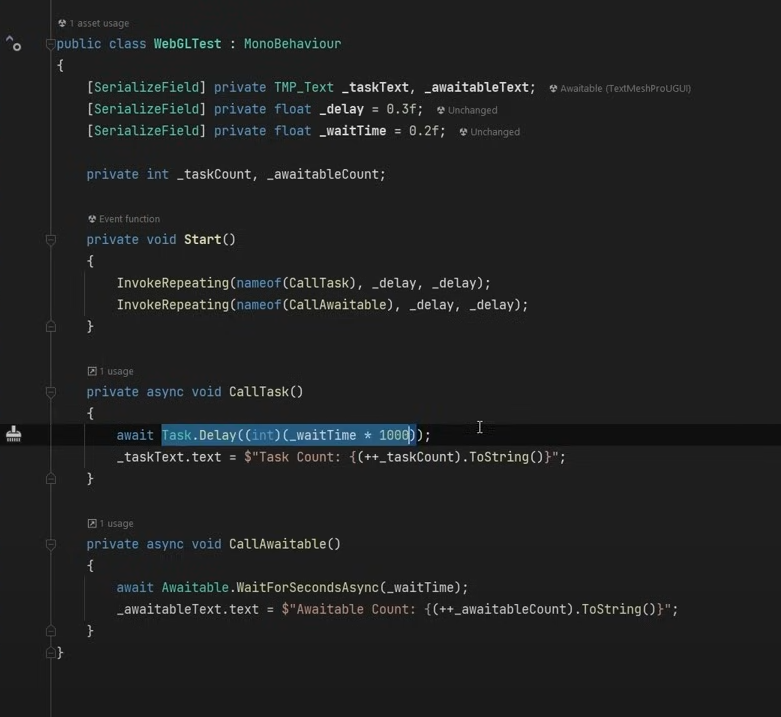 1 asset usage
public class WebGLTest : MonoBehaviour
{
[SerializeField] private TMP_Text _taskText, _awaitableText; Awaitable (TextMeshProUGUI)
[SerializeField] private float _delay = 0.3f; Unchanged
[SerializeField] private float _waitTime = 0.2f; Unchanged
private int _taskCount, _awaitableCount;
Event function
private void Start()
{
InvokeRepeating(nameof(CallTask), _delay, _delay);
InvokeRepeating(nameof(CallAwaitable), _delay, _delay);
}
1 usage
private async void CallTask()
{
await Task.Delay((int)(_waitTime * 1000));
_taskText.text = $"Task Count: {(++_taskCount).ToString()}";
}
1 usage
private async void CallAwaitable()
{
await Awaitable.WaitForSecondsAsync(_waitTime);
_awaitableText.text = $"Awaitable Count: {(++_awaitableCount).ToString()}";
}
}